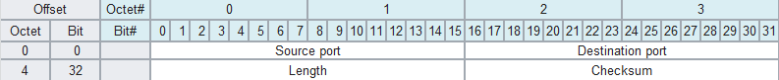 Offset Octet# 0 1 2 3
Octet Bit Bit# 0 1 2 3 4 5 6 7 8 9 10 11 12 13 14 15 16 17 18 19 20 21 22 23 24 25 26 27 28 29 30 31
0 0 Source port Destination port
4 32 Length Checksum